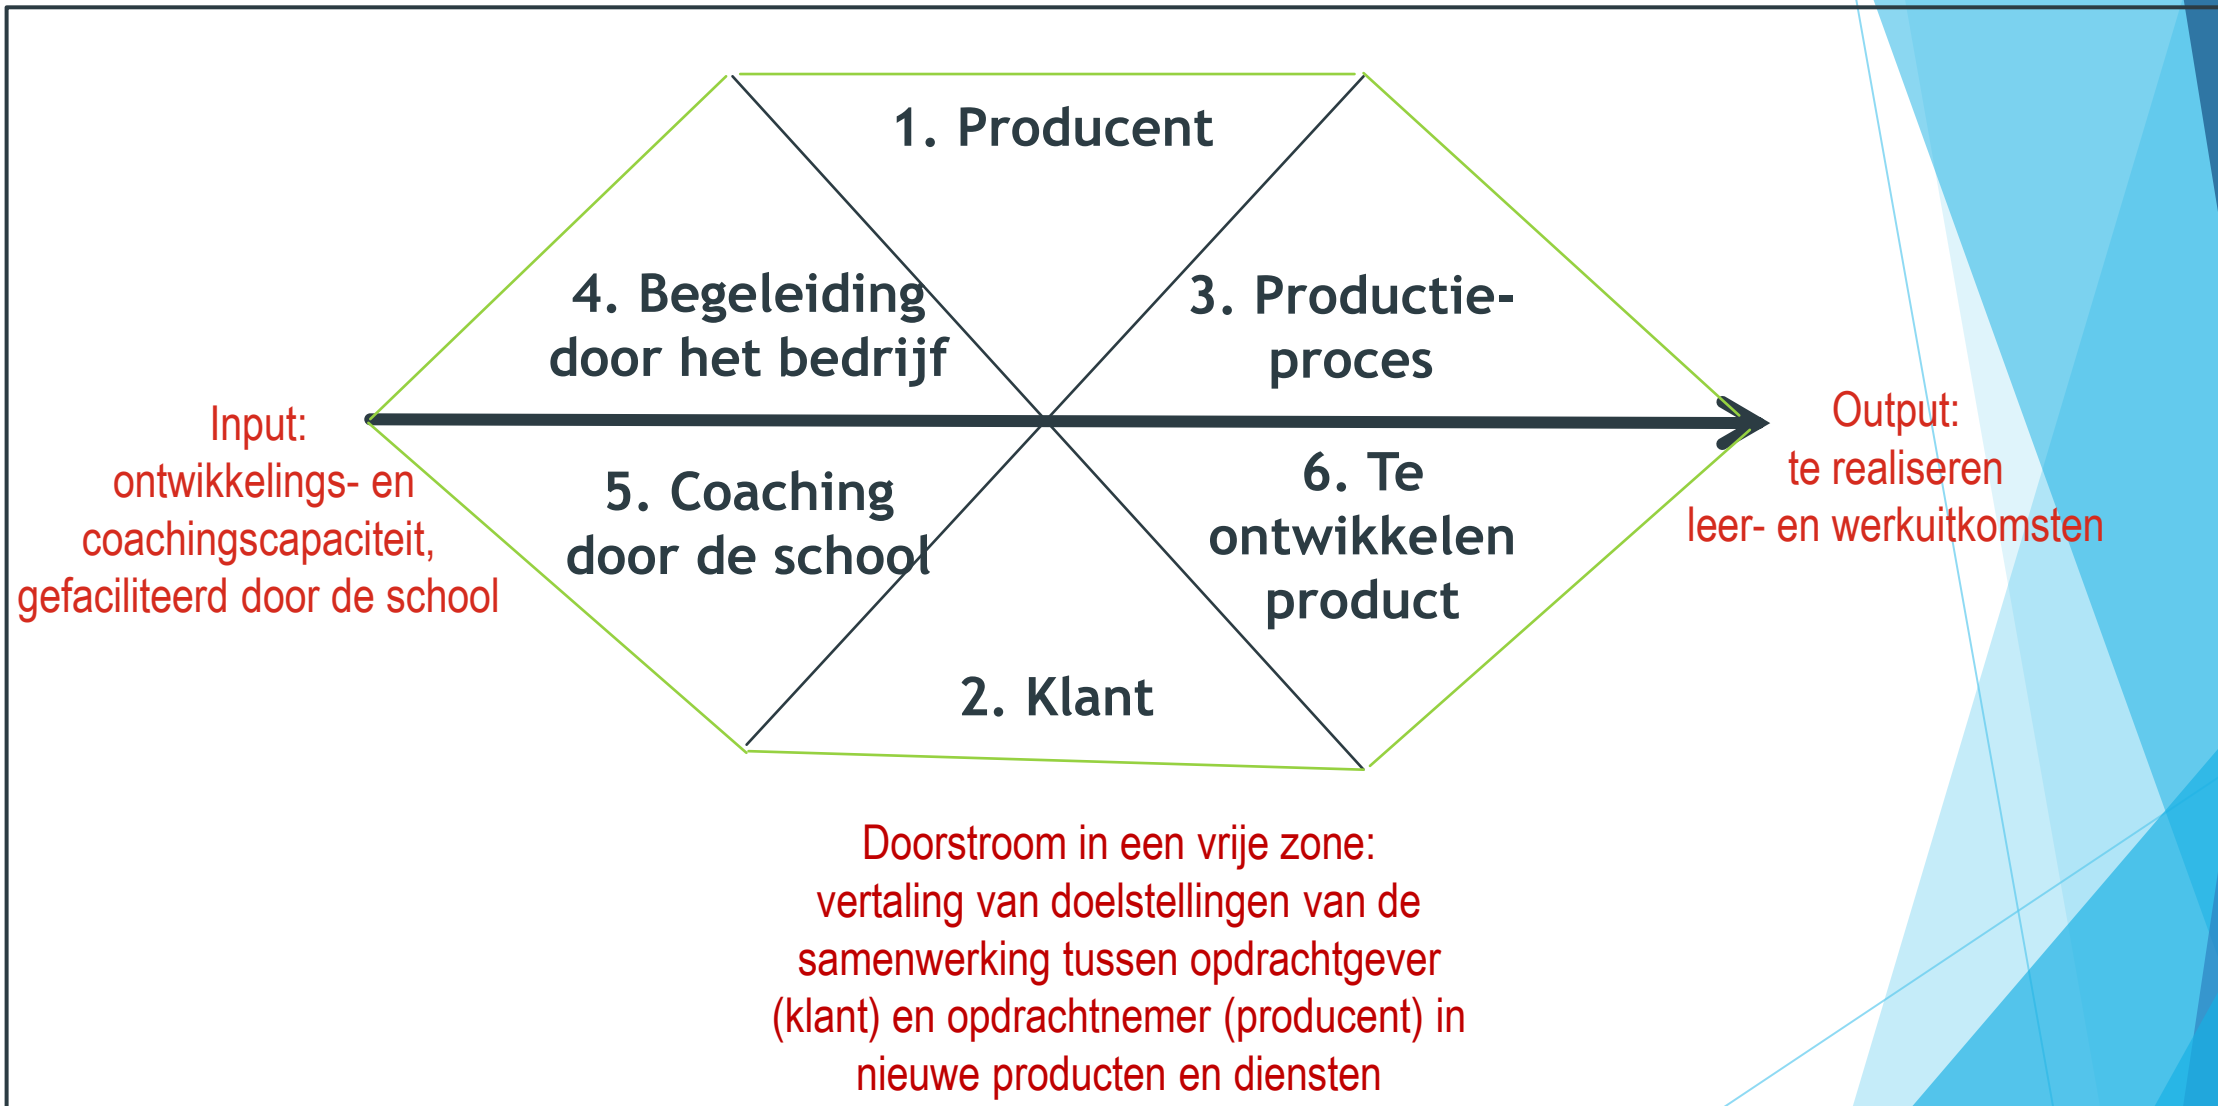 1. Producent
4. Begeleiding
door het bedrijf
3. Productie-
proces
Input:
ontwikkelings- en
coachingscapaciteit,
gefaciliteerd door de school
Output:
te realiseren
leer- en werkuitkomsten
5. Coaching
door de school
6. Te
ontwikkelen
product
2. Klant
Doorstroom in een vrije zone:
vertaling van doelstellingen van de
samenwerking tussen opdrachtgever
(klant) en opdrachtnemer (producent) in
nieuwe producten en diensten